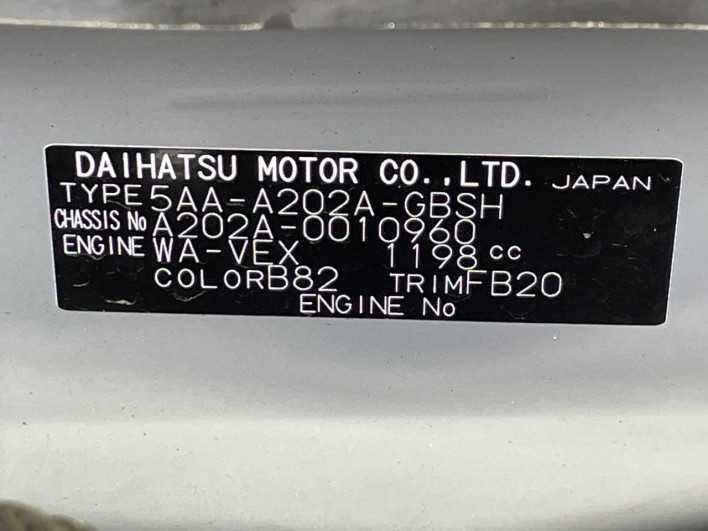 DAIHATSU MOTOR CO.,LTD. JAPAN
TYPE 5AA-A202A-GBSH
CHASSIS No A202A-0010960
ENGINE WA-VEX 1198 cc
COLOR B82 TRIM FB20
ENGINE No